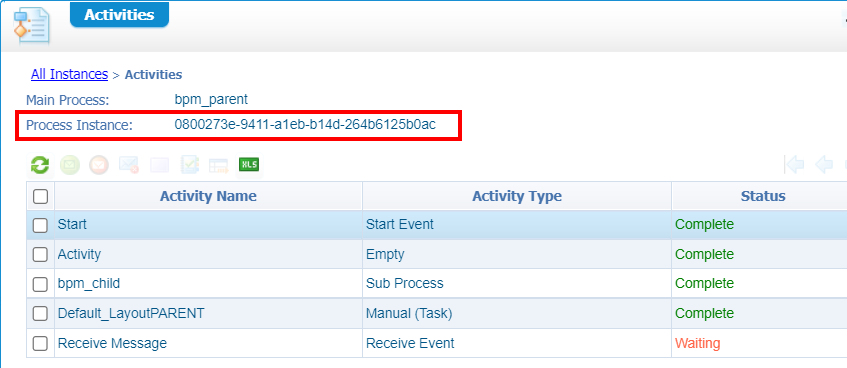 Activities
All Instances > Activities
Main Process: bpm_parent
Process Instance: 0800273e-9411-a1eb-b14d-264b6125b0ac
XLS
Activity Name Activity Type Status
Start Start Event Complete
Activity Empty Complete
bpm_child Sub Process Complete
Default_LayoutPARENT Manual (Task) Complete
Receive Message Receive Event Waiting